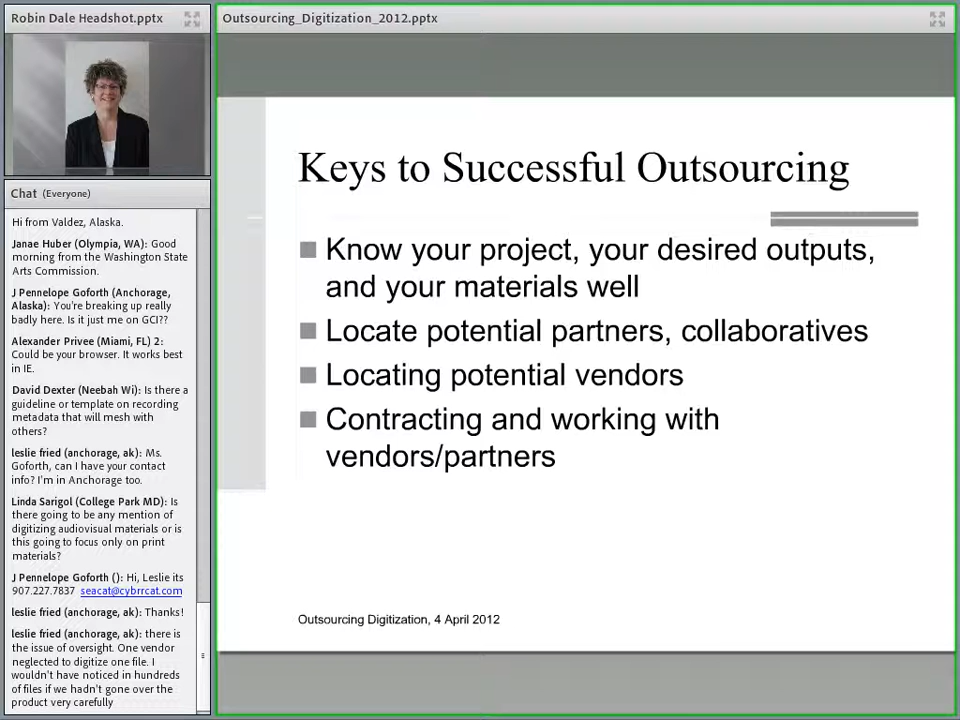 Robin Dale Headshot.pptx
Chat (Everyone)
Hi from Valdez, Alaska.
Janae Huber (Olympia, WA): Good
morning from the Washington State
Arts Commission.
J Pennelope Goforth (Anchorage,
Alaska): You're breaking up really
badly here. Is it just me on GCI??
Alexander Privee (Miami, FL) 2:
Could be your browser. It works best
in IE.
David Dexter (Neebah Wi): Is there a
guideline or template on recording
metadata that will mesh with
others?
leslie fried (anchorage, ak): Ms.
Goforth, can I have your contact
info? I'm in Anchorage too.
Linda Sarigol (College Park MD): Is
there going to be any mention of
digitizing audiovisual materials or is
this going to focus only on print
materials?
J Pennelope Goforth (): Hi, Leslie its
907.227.7837 seacat@cybrrcat.com
leslie fried (anchorage, ak): Thanks!
leslie fried (anchorage, ak): there is
the issue of oversight. One vendor
neglected to digitize one file. I
wouldn't have noticed in hundreds
of files if we hadn't gone over the
product very carefully
Outsourcing_Digitization_2012.pptx
Keys to Successful Outsourcing
Know your project, your desired outputs,
and your materials well
Locate potential partners, collaboratives
Locating potential vendors
Contracting and working with
vendors/partners
Outsourcing Digitization, 4 April 2012